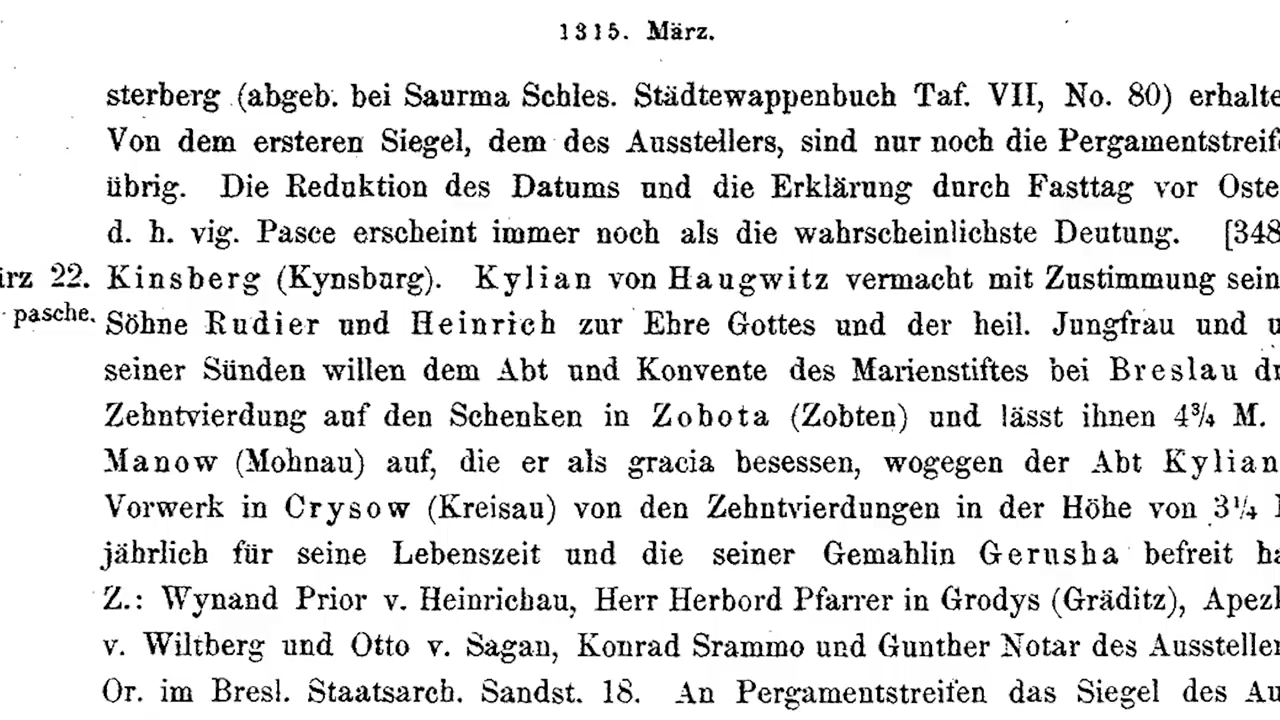 1315. März.
sterberg (abgeb. bei Saurma Schles. Städtewappenbuch Taf. VII, No. 80) erhalte
Von dem ersteren Siegel, dem des Ausstellers, sind nur noch die Pergamentstreife
übrig. Die Reduktion des Datums und die Erklärung durch Fasttag vor Oste
d. h. vig. Pasce erscheint immer noch als die wahrscheinlichste Deutung. [348
irz 22. Kinsberg (Kynsburg). Kylian von Haugwitz vermacht mit Zustimmung sein
pasche. Söhne Rudier und Heinrich zur Ehre Gottes und der heil. Jungfrau und u
seiner Sünden willen dem Abt und Konvente des Marienstiftes bei Breslau dr
Zehntvierdung auf den Schenken in Zobota (Zobten) und lässt ihnen 4¾ M.
Manow (Mohnau) auf, die er als gracia besessen, wogegen der Abt Kylian
Vorwerk in Crysow (Kreisau) von den Zehntvierdungen in der Höhe von 3¼
jährlich für seine Lebenszeit und die seiner Gemahlin Gerusha befreit ha
Z.: Wynand Prior v. Heinrichau, Herr Herbord Pfarrer in Grodys (Gräditz), Apezk
v. Wiltberg und Otto v. Sagan, Konrad Srammo und Gunther Notar des Aussteller
Or. im Bresl. Staatsarch. Sandst. 18. An Pergamentstreifen das Siegel des Au